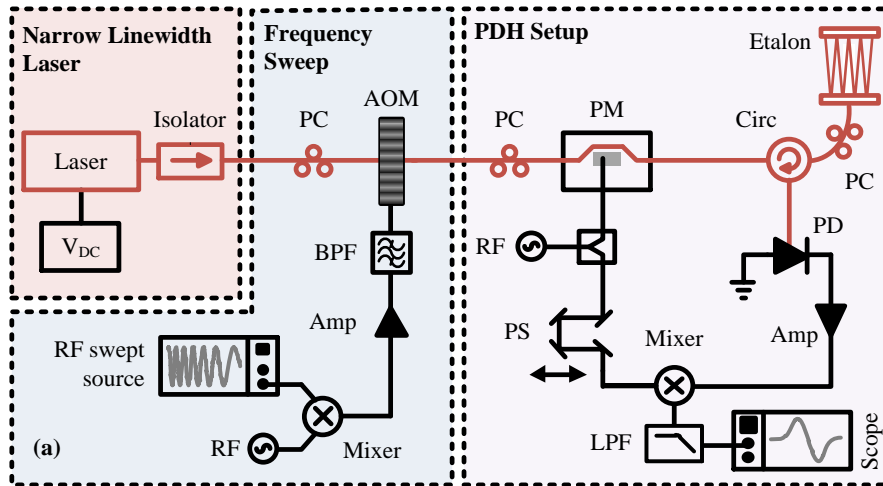 Narrow Linewidth
Laser
Isolator
Laser
V_DC
Frequency
Sweep
AOM
PC
BPF
Amp
RF swept
source
RF
Mixer
(a)
PDH Setup
Etalon
PC
PM
Circ
PC
RF
PD
PS
Mixer
Amp
LPF
Scope